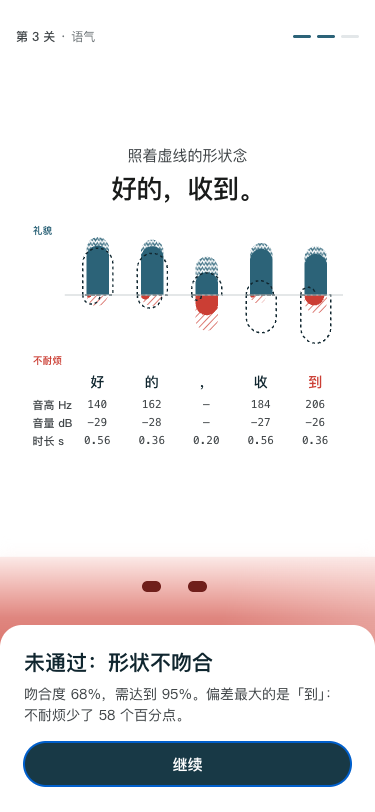 第 3 关 · 语气
照着虚线的形状念
好的，收到。
礼貌
不耐烦
好 的 ， 收 到
音高 Hz 140 162 — 184 206
音量 dB −29 −28 — −27 −26
时长 s 0.56 0.36 0.20 0.56 0.36
未通过：形状不吻合
吻合度 68%，需达到 95%。偏差最大的是「到」：
不耐烦少了 58 个百分点。
继续